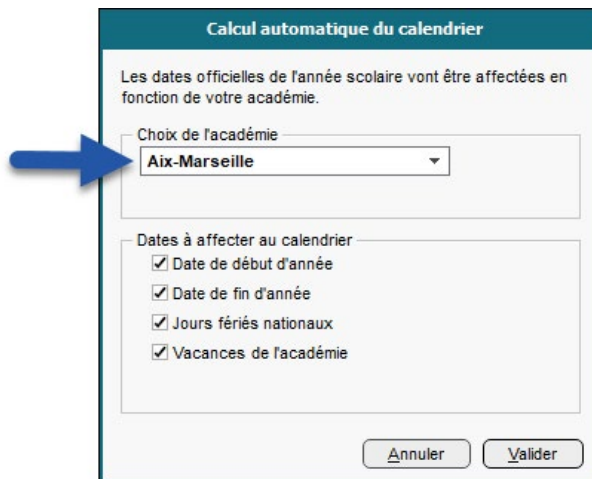 Calcul automatique du calendrier
Les dates officielles de l'année scolaire vont être affectées en
fonction de votre académie.
Choix de l'académie
Aix-Marseille
Dates à affecter au calendrier
Date de début d'année
Date de fin d'année
Jours fériés nationaux
Vacances de l'académie
Annuler Valider